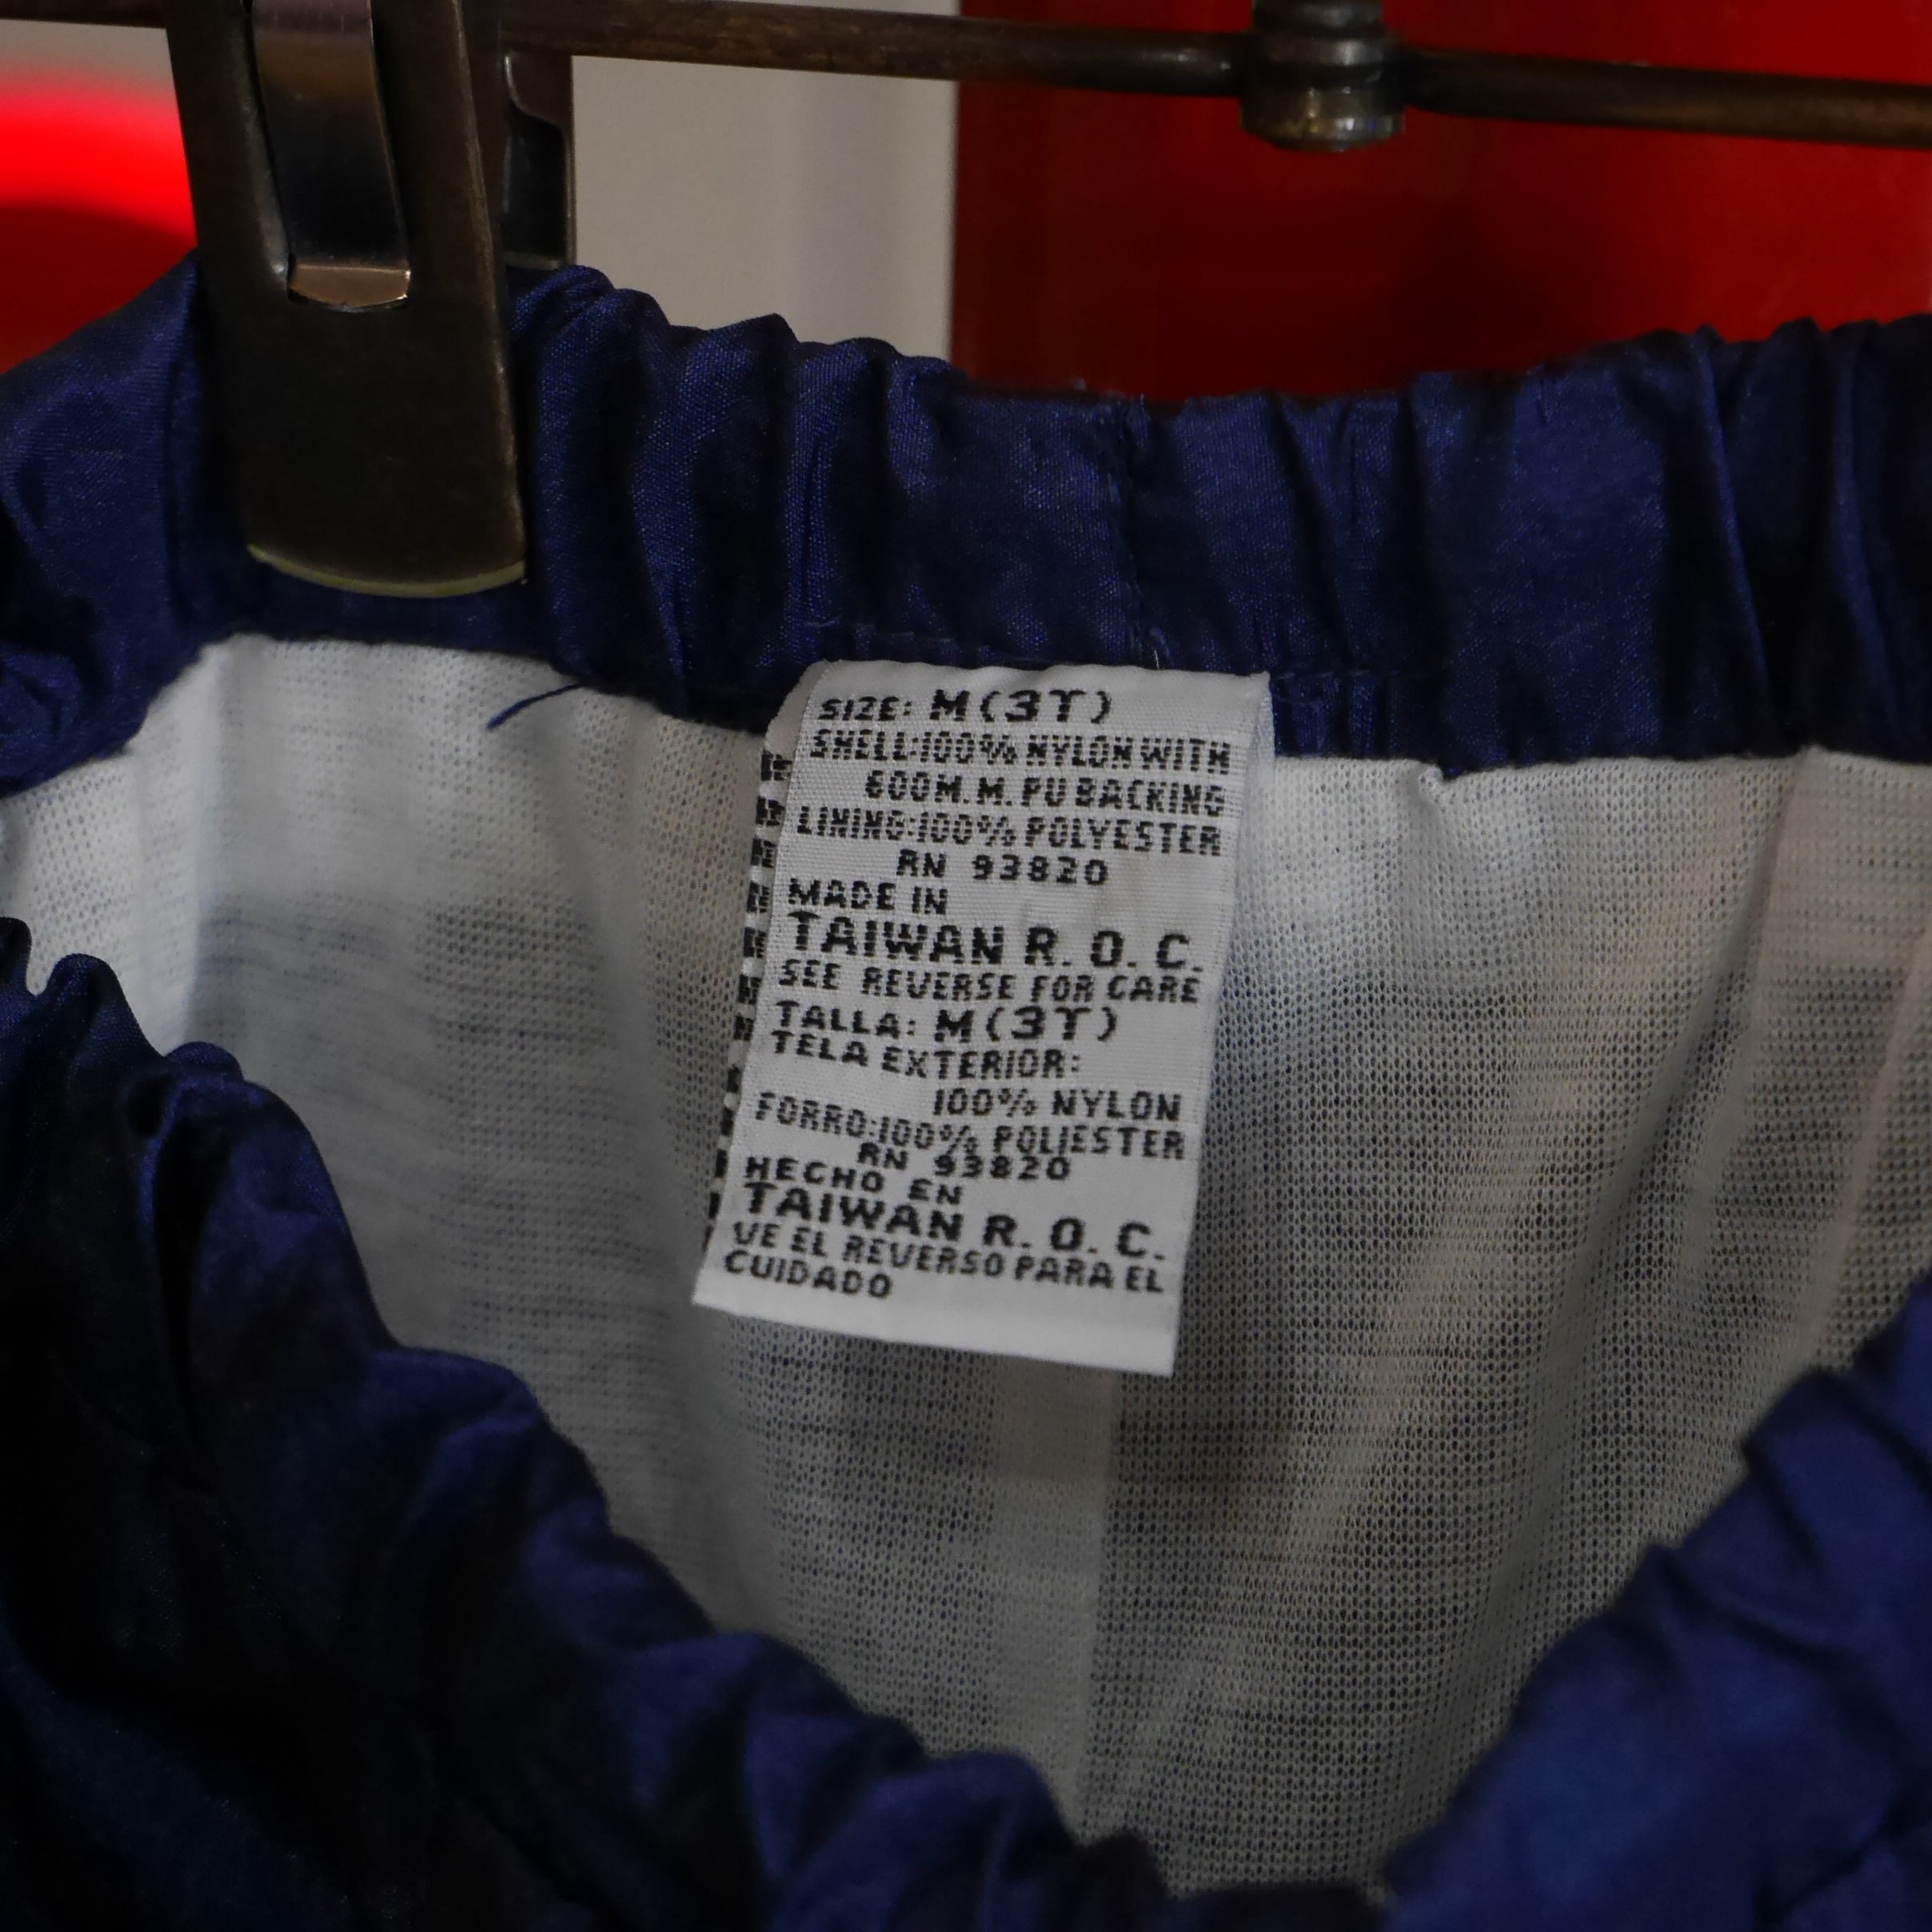 SIZE: M(3T)
SHELL:100% NYLON WITH
600M.M. PU BACKING
LINING:100% POLYESTER
RN 93820
MADE IN
TAIWAN R. O. C.
SEE REVERSE FOR CARE
TALLA: M(3T)
TELA EXTERIOR:
100% NYLON
FORRO:100% POLIESTER
RN 93820
HECHO EN
TAIWAN R. O. C.
VE EL REVERSO PARA EL
CUIDADO